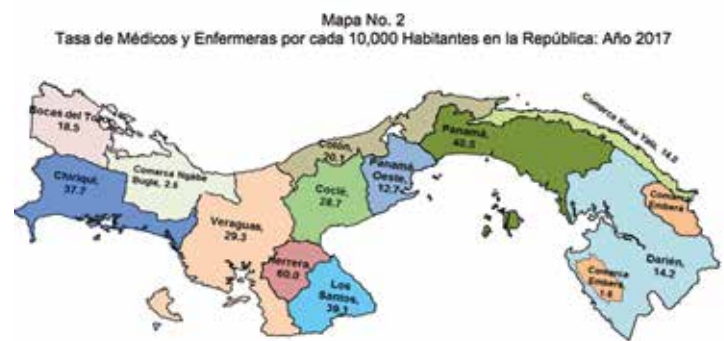 Mapa No. 2
Tasa de Médicos y Enfermeras por cada 10,000 Habitantes en la República: Año 2017
Bocas del Toro,
18.5
Chiriquí,
37.7
Comarca Ngäbe
Buglé, 2.6
Veraguas,
29.3
Herrera,
60.0
Los
Santos,
39.1
Coclé,
28.7
Colón,
20.1
Panamá
Oeste,
12.7
Panamá,
Comarca Kuna Yala, 14.0
Comarca
Emberá
Darién,
14.2
Comarca
Emberá,
1.6